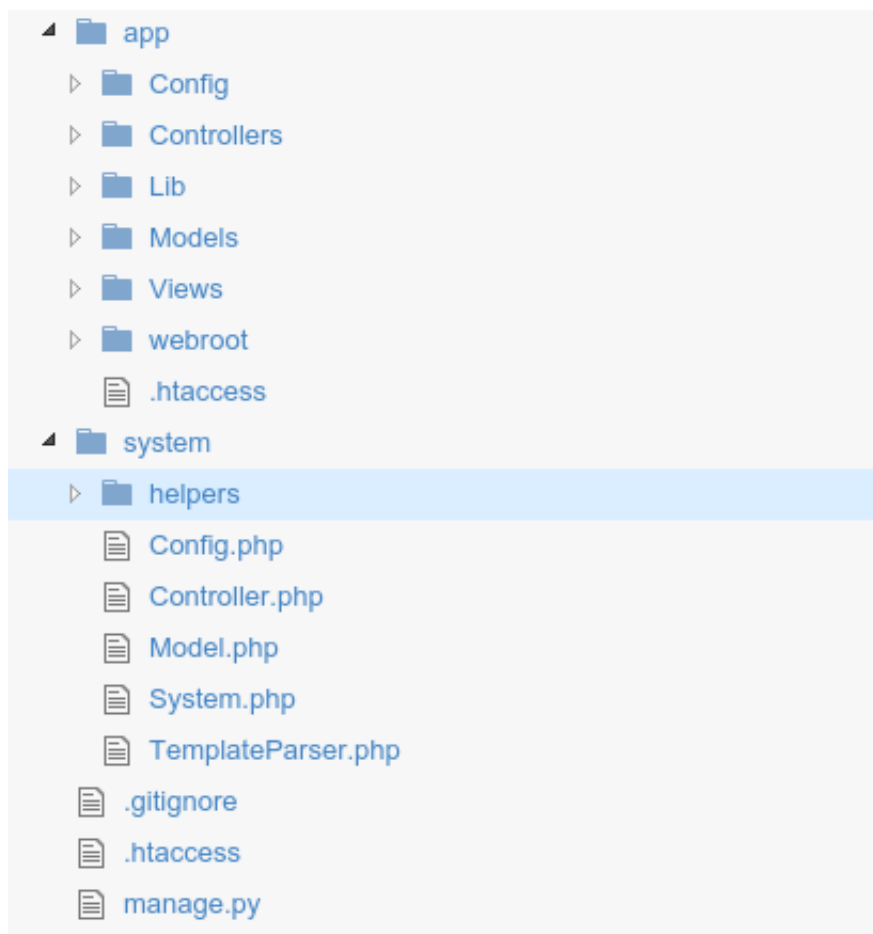 app
Config
Controllers
Lib
Models
Views
webroot
.htaccess
system
helpers
Config.php
Controller.php
Model.php
System.php
TemplateParser.php
.gitignore
.htaccess
manage.py